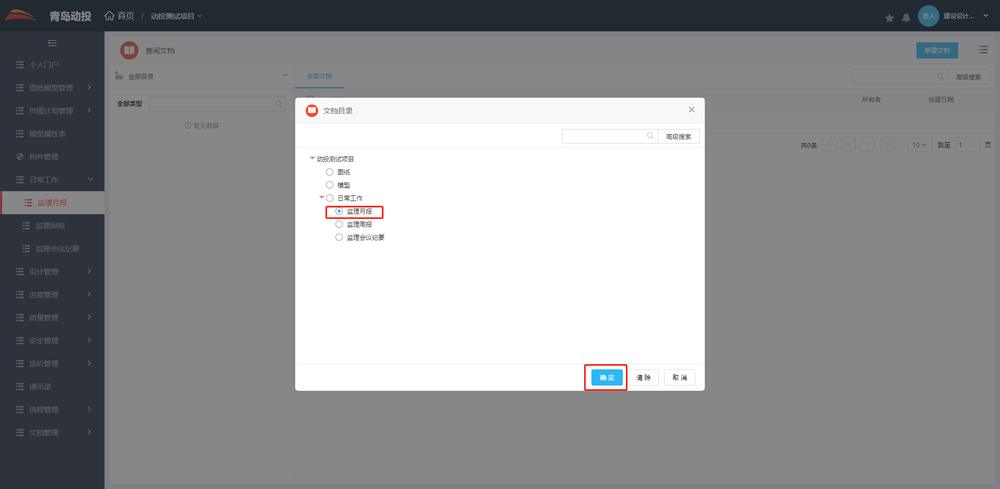 青岛动投 首页 / 动投测试项目
责人 建设设计...
个人门户
图纸模型管理
供图计划管理
模型属性表
构件管理
日常工作
监理月报
监理周报
监理会议纪要
设计管理
进度管理
质量管理
安全管理
造价管理
通讯录
流程管理
文档管理
查阅文档
新建文档
全部目录
全部类型
暂无数据
全部文档
高级搜索
所有者 创建日期
共0条 10 跳至 1 页
文档目录
高级搜索
动投测试项目
图纸
模型
日常工作
监理月报
监理周报
监理会议纪要
确定 清除 取消